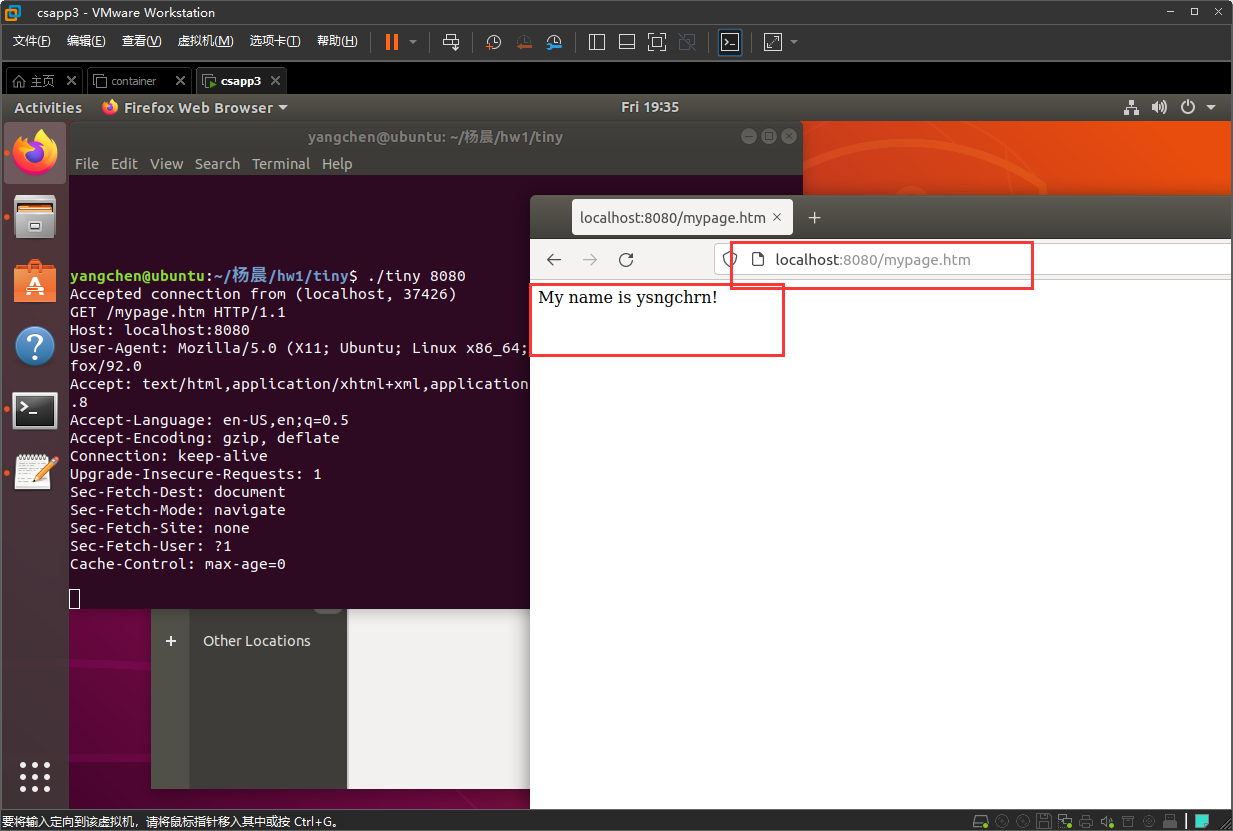 csapp3 - VMware Workstation
文件(F) 编辑(E) 查看(V) 虚拟机(M) 选项卡(T) 帮助(H)
主页 container csapp3
Activities Firefox Web Browser Fri 19:35
yangchen@ubuntu: ~/杨晨/hw1/tiny
File Edit View Search Terminal Help
localhost:8080/mypage.htm
localhost:8080/mypage.htm
My name is ysngchrn!
yangchen@ubuntu:~/杨晨/hw1/tiny$ ./tiny 8080
Accepted connection from (localhost, 37426)
GET /mypage.htm HTTP/1.1
Host: localhost:8080
User-Agent: Mozilla/5.0 (X11; Ubuntu; Linux x86_64;
fox/92.0
Accept: text/html,application/xhtml+xml,application
.8
Accept-Language: en-US,en;q=0.5
Accept-Encoding: gzip, deflate
Connection: keep-alive
Upgrade-Insecure-Requests: 1
Sec-Fetch-Dest: document
Sec-Fetch-Mode: navigate
Sec-Fetch-Site: none
Sec-Fetch-User: ?1
Cache-Control: max-age=0
+ Other Locations
要将输入定向到该虚拟机，请将鼠标指针移入其中或按 Ctrl+G。